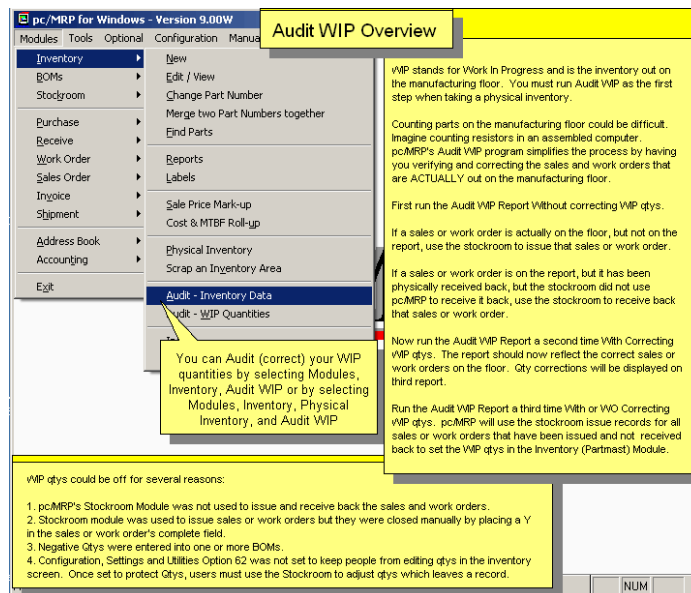 pc/MRP for Windows - Version 9.00W
Audit WIP Overview
Modules Tools Optional Configuration
Inventory
BOMs
Stockroom
Purchase
Receive
Work Order
Sales Order
Invoice
Shipment
Address Book
Accounting
Exit
New
Edit / View
Change Part Number
Merge two Part Numbers together
Find Parts
Reports
Labels
Sale Price Mark-up
Cost & MTBF Roll-up
Physical Inventory
Scrap an Inventory Area
Audit - Inventory Data
Audit - WIP Quantities
You can Audit (correct) your WIP
quantities by selecting Modules,
Inventory, Audit WIP or by selecting
Modules, Inventory, Physical
Inventory, and Audit WIP
WIP stands for Work In Progress and is the inventory out on
the manufacturing floor. You must run Audit WIP as the first
step when taking a physical inventory.
Counting parts on the manufacturing floor could be difficult.
Imagine counting resistors in an assembled computer.
pc/MRP's Audit WIP program simplifies the process by having
you verifying and correcting the sales and work orders that
are ACTUALLY out on the manufacturing floor.
First run the Audit WIP Report Without correcting WIP qtys.
If a sales or work order is actually on the floor, but not on the
report, use the stockroom to issue that sales or work order.
If a sales or work order is on the report, but it has been
physically received back, but the stockroom did not use
pc/MRP to receive it back, use the stockroom to receive back
that sales or work order.
Now run the Audit WIP Report a second time With Correcting
WIP qtys. The report should now reflect the correct sales or
work orders on the floor. Qty corrections will be displayed on
third report.
Run the Audit WIP Report a third time With or WO Correcting
WIP qtys. pc/MRP will use the stockroom issue records for all
sales or work orders that have been issued and not received
back to set the WIP qtys in the Inventory (Partmast) Module.
WIP qtys could be off for several reasons:
1. pc/MRP's Stockroom Module was not used to issue and receive back the sales and work orders.
2. Stockroom module was used to issue sales or work orders but they were closed manually by placing a Y
in the sales or work order's complete field.
3. Negative Qtys were entered into one or more BOMs.
4. Configuration, Settings and Utilities Option 62 was not set to keep people from editing qtys in the inventory
screen. Once set to protect Qtys, users must use the Stockroom to adjust qtys which leaves a record.
NUM